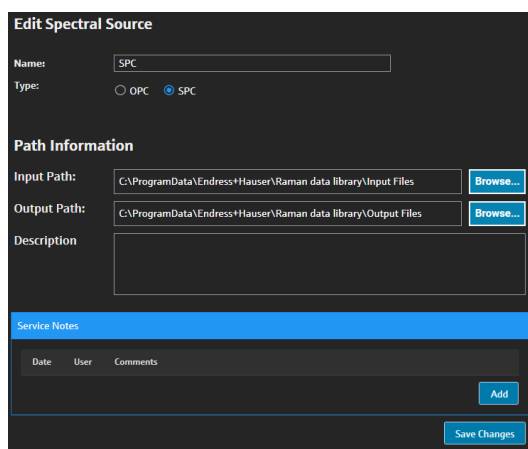 Edit Spectral Source
Name: SPC
Type: OPC SPC
Path Information
Input Path: C:\ProgramData\Endress+Hauser\Raman data library\Input Files Browse...
Output Path: C:\ProgramData\Endress+Hauser\Raman data library\Output Files Browse...
Description
Service Notes
Date User Comments
Add
Save Changes